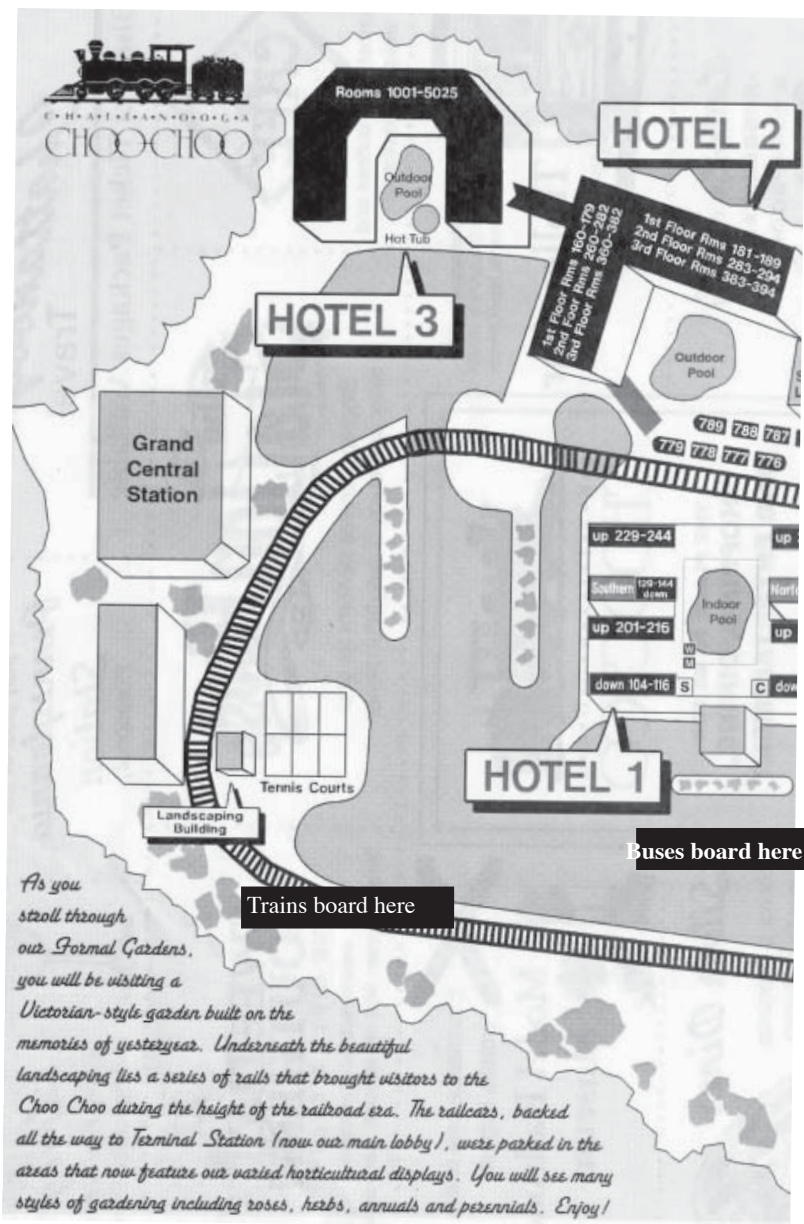 CHATTANOOGA
CHOO-CHOO
Rooms 1001-5025
Outdoor
Pool
Hot Tub
HOTEL 3
HOTEL 2
1st Floor Rms 160-179
2nd Foor Rms 260-282
3rd Floor Rms 360-382
1st Floor Rms 181-189
2nd Floor Rms 283-294
3rd Floor Rms 383-394
Outdoor
Pool
789 788 787
779 778 777 776
Grand
Central
Station
up 229-244
up
Southern 129-144
down
Indoor
Pool
up 201-216
up
W
M
down 104-116 S
C
HOTEL 1
Tennis Courts
Landscaping
Building
Buses board here
Trains board here
As you
stroll through
our Formal Gardens,
you will be visiting a
Victorian-style garden built on the
memories of yesteryear. Underneath the beautiful
landscaping lies a series of rails that brought visitors to the
Choo Choo during the height of the railroad era. The railcars, backed
all the way to Terminal Station (now our main lobby), were parked in the
areas that now feature our varied horticultural displays. You will see many
styles of gardening including roses, herbs, annuals and perennials. Enjoy!